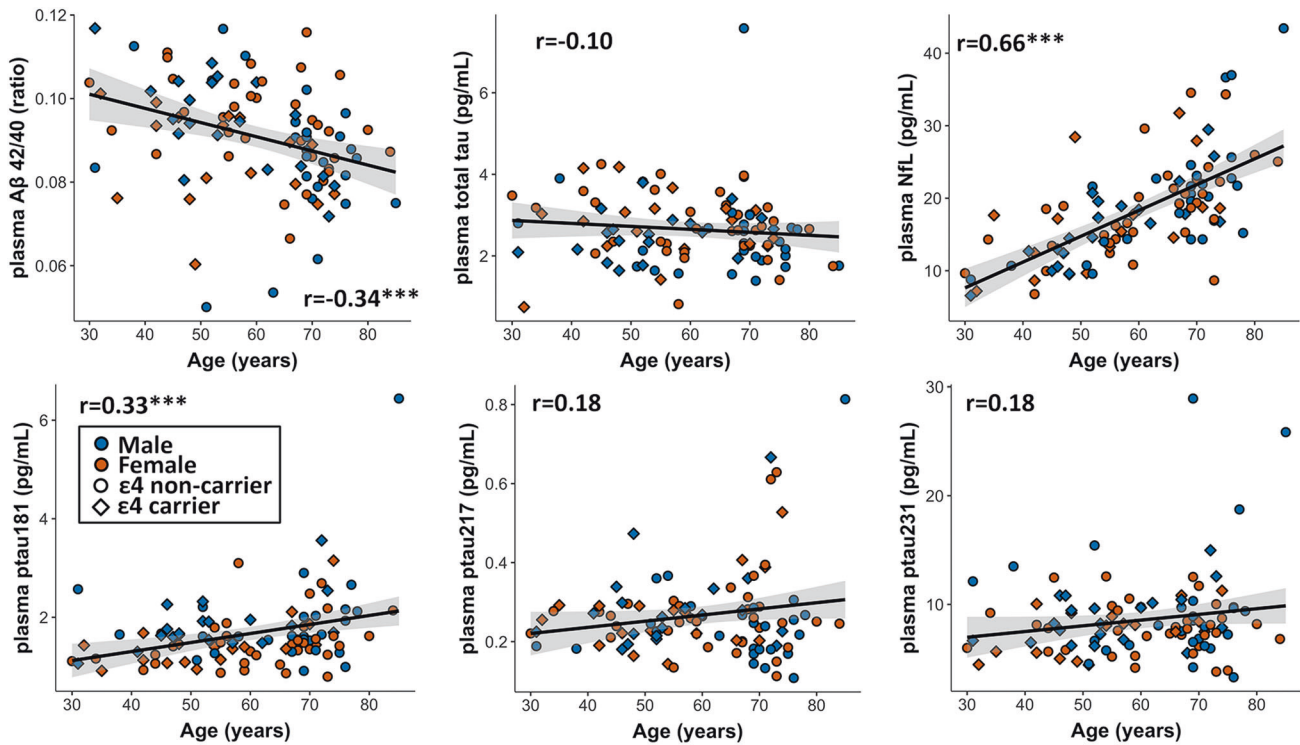 plasma Aβ 42/40 (ratio)
0.12
0.10
0.08
0.06
r=-0.34***
30 40 50 60 70 80
Age (years)
plasma total tau (pg/mL)
8
6
4
2
r=-0.10
30 40 50 60 70 80
Age (years)
plasma NfL (pg/mL)
40
30
20
10
r=0.66***
30 40 50 60 70 80
Age (years)
plasma ptau181 (pg/mL)
6
4
2
r=0.33***
Male
Female
ε4 non-carrier
ε4 carrier
30 40 50 60 70 80
Age (years)
plasma ptau217 (pg/mL)
0.8
0.6
0.4
0.2
r=0.18
30 40 50 60 70 80
Age (years)
plasma ptau231 (pg/mL)
30
20
10
r=0.18
30 40 50 60 70 80
Age (years)